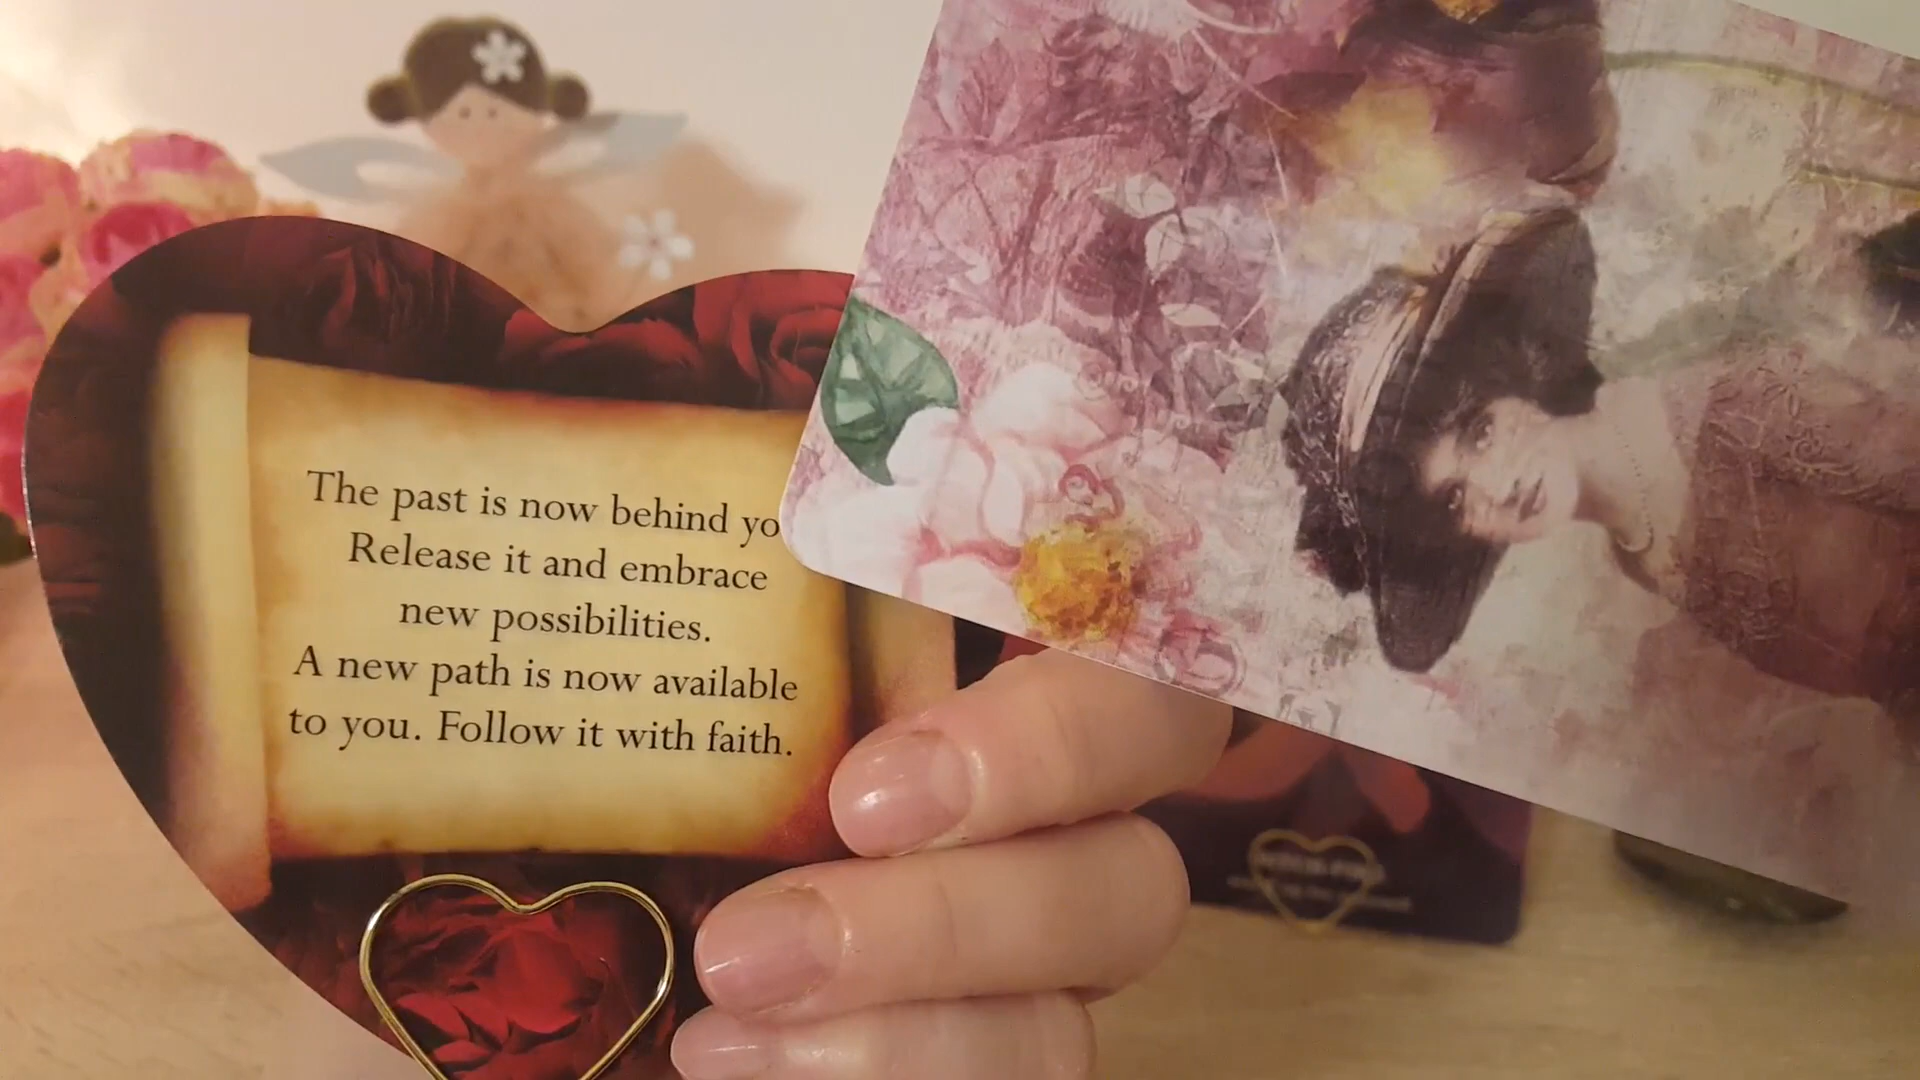 The past is now behind yo
Release it and embrace
new possibilities.
A new path is now available
to you. Follow it with faith.